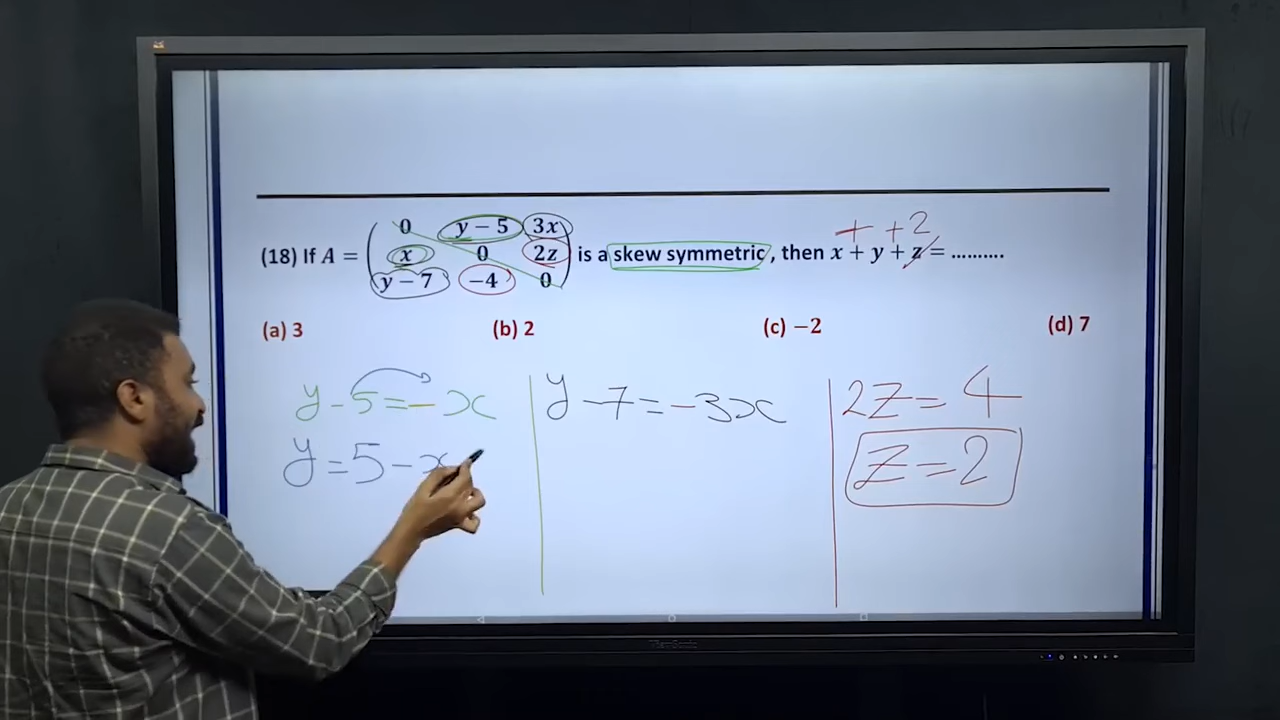 + + 2
(18) If A = ( 0 y − 5 3x
x 0 2z
y − 7 −4 0 ) is a skew symmetric , then x + y + z = ..........
(a) 3 (b) 2 (c) −2 (d) 7
y - 5 = - x
y = 5 - x
y - 7 = - 3x
2z = 4
z = 2
ViewSonic